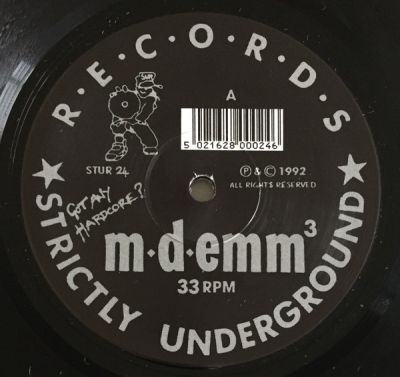 R·E·C·O·R·D·S
SUR
A
5 021628 000246
STUR 24
℗ & © 1992
ALL RIGHTS RESERVED
GOT ANY
HARDCORE?
m·d·emm³
33 RPM
★ STRICTLY UNDERGROUND ★